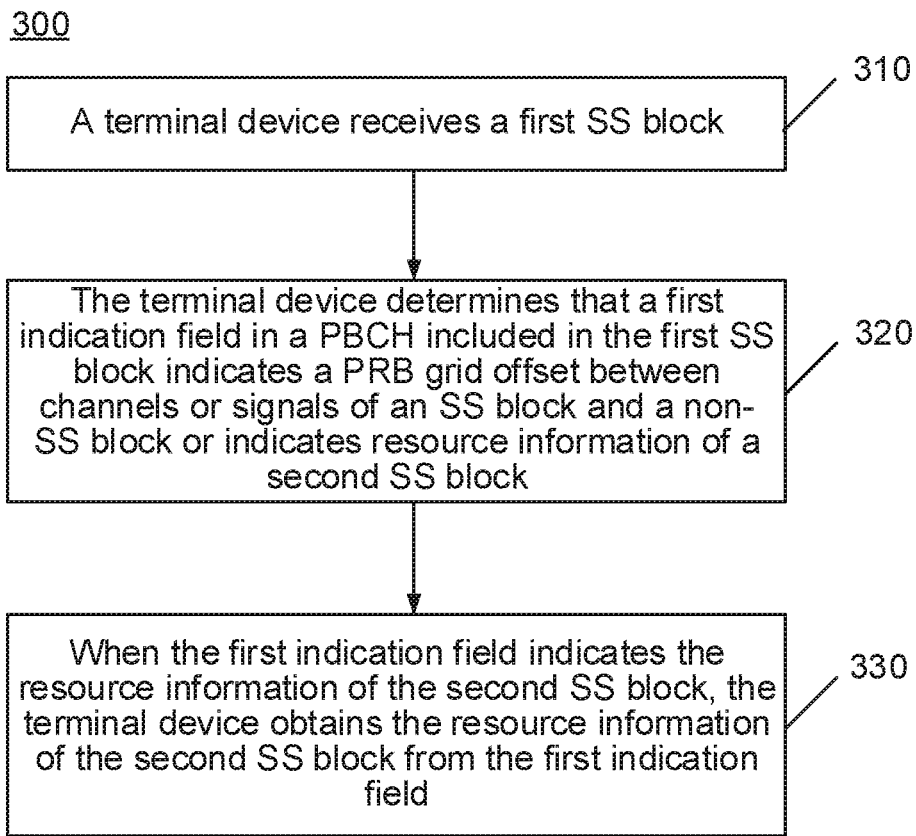 300
310
A terminal device receives a first SS block
The terminal device determines that a first
indication field in a PBCH included in the first SS
block indicates a PRB grid offset between
channels or signals of an SS block and a non-
SS block or indicates resource information of a
second SS block
320
When the first indication field indicates the
resource information of the second SS block, the
terminal device obtains the resource information
of the second SS block from the first indication
field
330